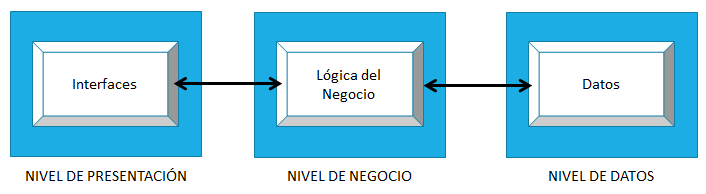 Interfaces
Lógica del
Negocio
Datos
NIVEL DE PRESENTACIÓN
NIVEL DE NEGOCIO
NIVEL DE DATOS